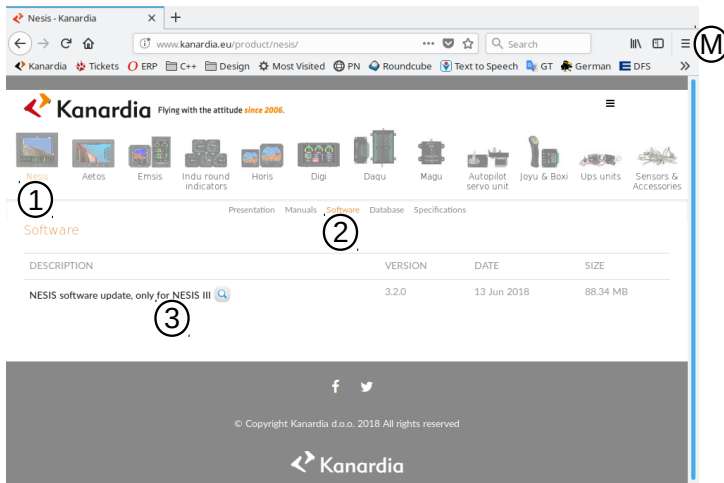 Nesis - Kanardia
www.kanardia.eu/product/nesis/
Search
M
Kanardia Tickets ERP C++ Design Most Visited PN Roundcube Text to Speech GT German DFS
Kanardia Flying with the attitude since 2006.
Nesis Aetos Emsis Indu round indicators Horis Digi Daqu Magu Autopilot servo unit Joyu & Boxi Ups units Sensors & Accessories
1
Presentation Manuals Software Database Specifications
2
Software
DESCRIPTION VERSION DATE SIZE
NESIS software update, only for NESIS III 3.2.0 13 Jun 2018 88.34 MB
3
© Copyright Kanardia d.o.o. 2018 All rights reserved
Kanardia